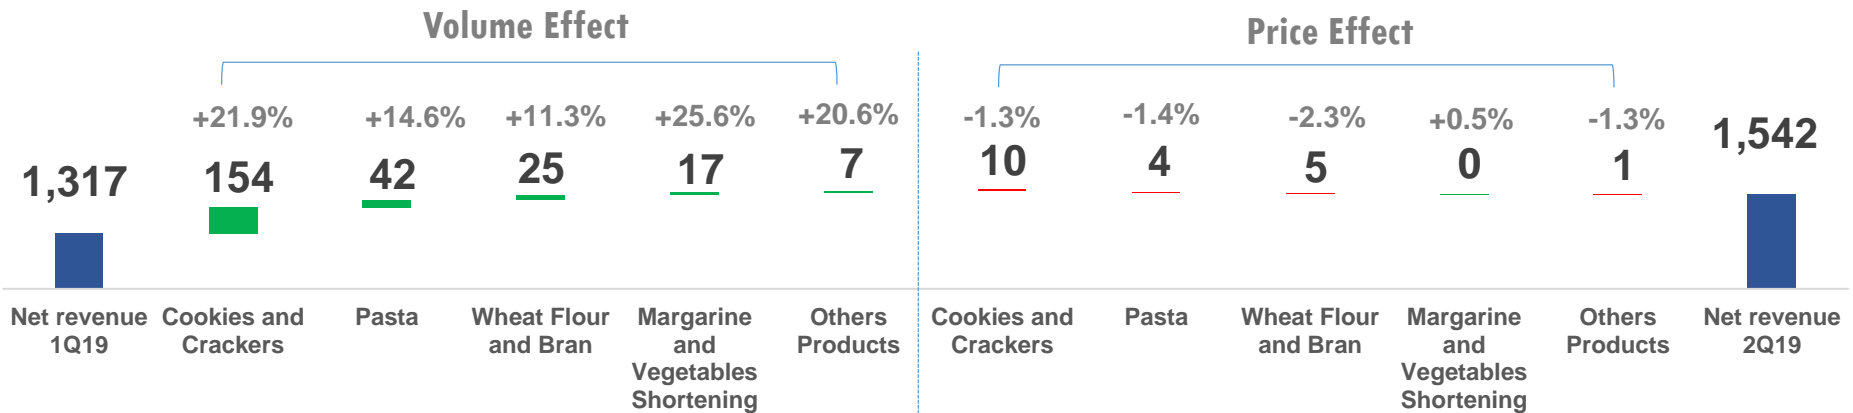 Volume Effect
Price Effect
+21.9%
+14.6%
+11.3%
+25.6%
+20.6%
-1.3%
-1.4%
-2.3%
+0.5%
-1.3%
1,317
154
42
25
17
7
10
4
5
0
1
1,542
Net revenue
1Q19
Cookies and
Crackers
Pasta
Wheat Flour
and Bran
Margarine
and
Vegetables
Shortening
Others
Products
Cookies and
Crackers
Pasta
Wheat Flour
and Bran
Margarine
and
Vegetables
Shortening
Others
Products
Net revenue
2Q19